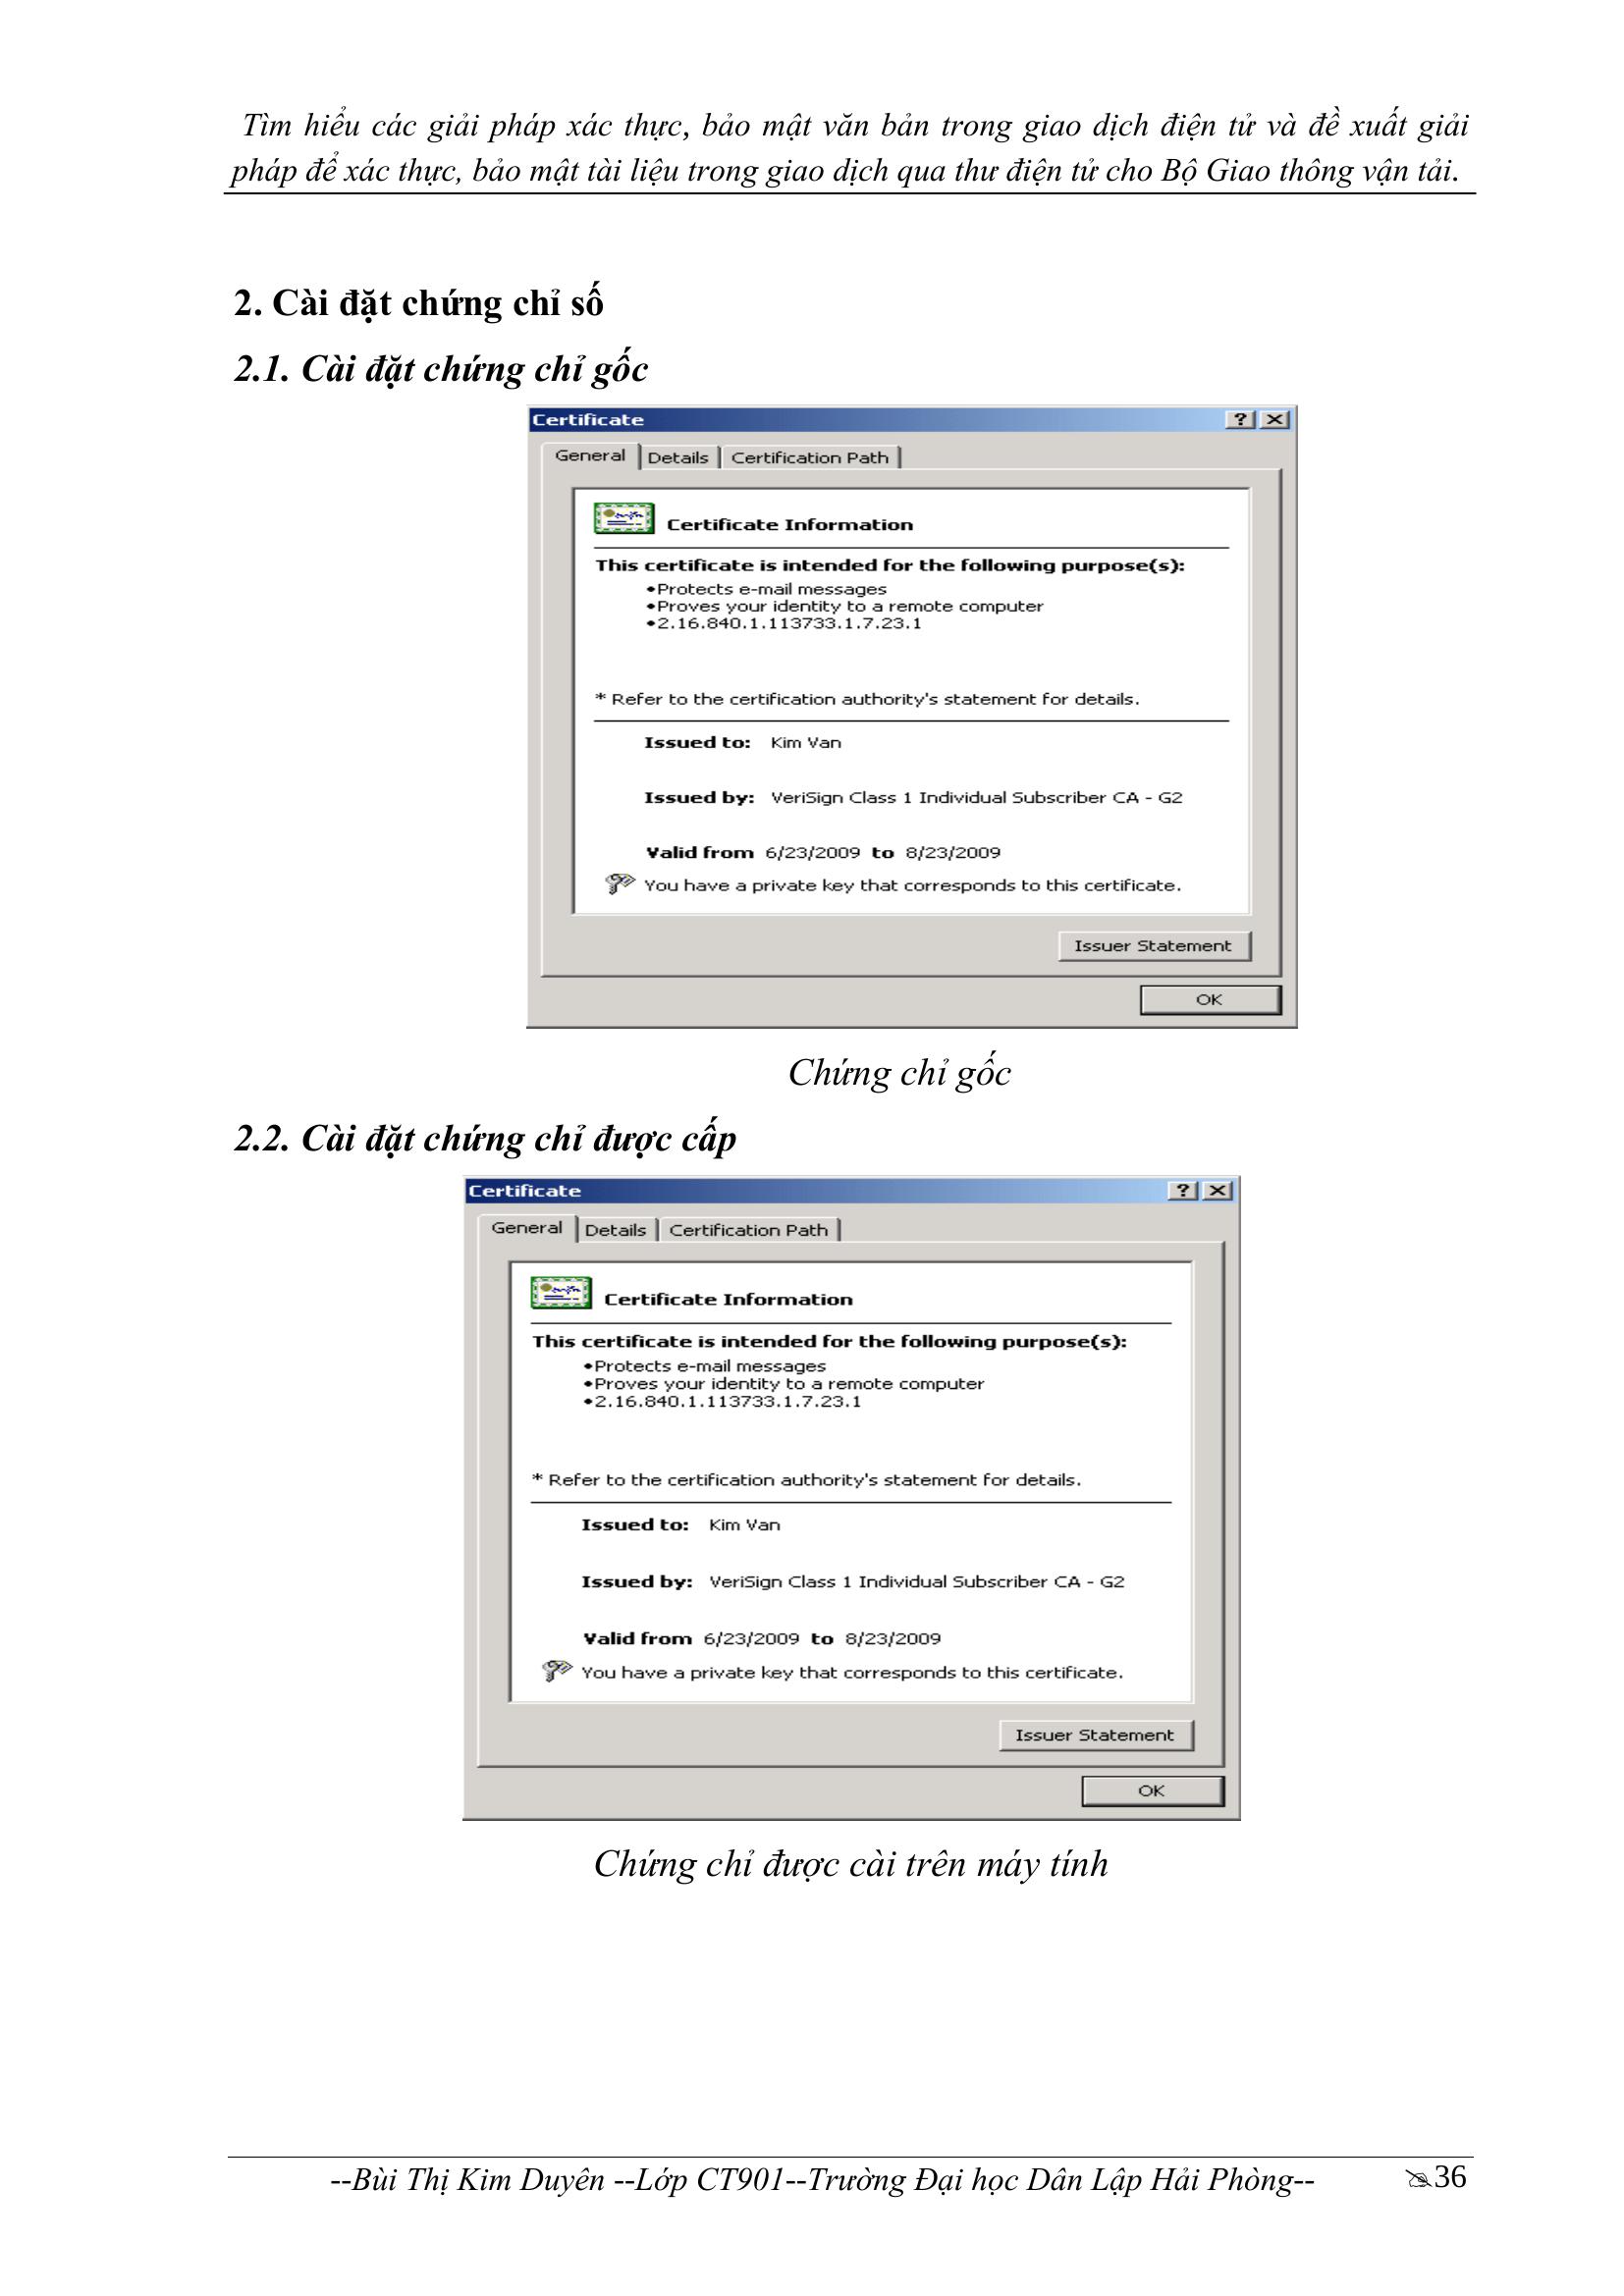 Tìm hiểu các giải pháp xác thực, bảo mật văn bản trong giao dịch điện tử và đề xuất giải
pháp để xác thực, bảo mật tài liệu trong giao dịch qua thư điện tử cho Bộ Giao thông vận tải.
2. Cài đặt chứng chỉ số
2.1. Cài đặt chứng chỉ gốc
Certificate
General Details Certification Path
Certificate Information
This certificate is intended for the following purpose(s):
•Protects e-mail messages
•Proves your identity to a remote computer
•2.16.840.1.113733.1.7.23.1
* Refer to the certification authority's statement for details.
Issued to: Kim Van
Issued by: VeriSign Class 1 Individual Subscriber CA - G2
Valid from 6/23/2009 to 8/23/2009
You have a private key that corresponds to this certificate.
Issuer Statement
OK
Chứng chỉ gốc
2.2. Cài đặt chứng chỉ được cấp
Certificate
General Details Certification Path
Certificate Information
This certificate is intended for the following purpose(s):
•Protects e-mail messages
•Proves your identity to a remote computer
•2.16.840.1.113733.1.7.23.1
* Refer to the certification authority's statement for details.
Issued to: Kim Van
Issued by: VeriSign Class 1 Individual Subscriber CA - G2
Valid from 6/23/2009 to 8/23/2009
You have a private key that corresponds to this certificate.
Issuer Statement
OK
Chứng chỉ được cài trên máy tính
--Bùi Thị Kim Duyên --Lớp CT901--Trường Đại học Dân Lập Hải Phòng-- 36